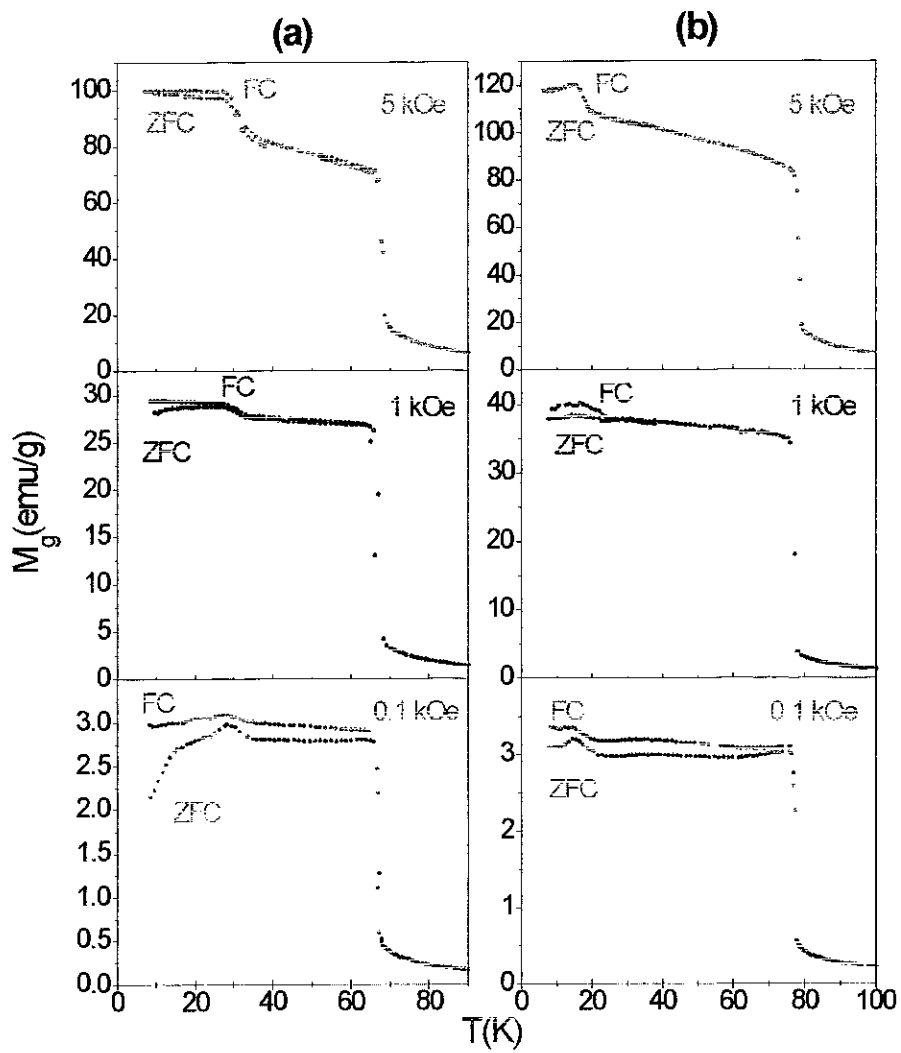 (a) (b)
100
80
60
40
20
0
FC
ZFC
5 kOe
120
100
80
60
40
20
0
FC
ZFC
5 kOe
30
25
20
15
10
5
0
FC
ZFC
1 kOe
40
30
20
10
0
FC
ZFC
1 kOe
M_g (emu/g)
3.0
2.5
2.0
1.5
1.0
0.5
0.0
FC
ZFC
0.1 kOe
3
2
1
0
FC
ZFC
0 1 kOe
0 20 40 60 80
0 20 40 60 80 100
T(K)